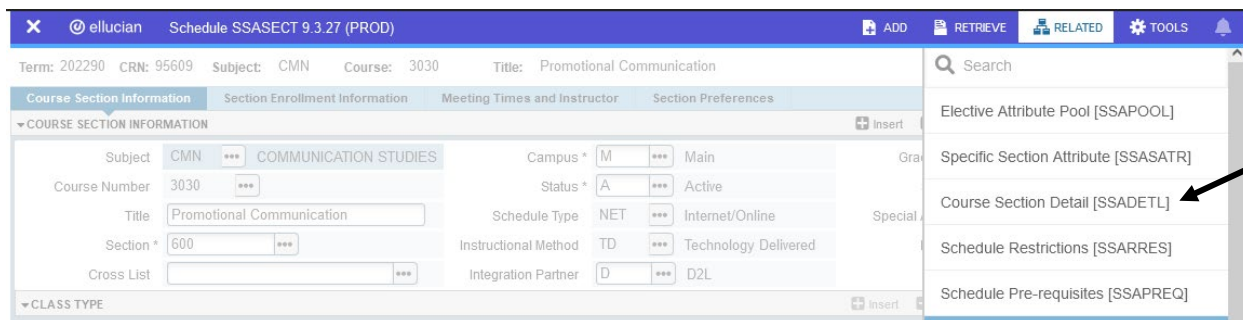 ellucian Schedule SSASECT 9.3.27 (PROD) ADD RETRIEVE RELATED TOOLS
Term: 202290 CRN: 95609 Subject: CMN Course: 3030 Title: Promotional Communication
Search
Course Section Information Section Enrollment Information Meeting Times and Instructor Section Preferences
Elective Attribute Pool [SSAPOOL]
COURSE SECTION INFORMATION Insert
Subject CMN COMMUNICATION STUDIES Campus * M Main
Specific Section Attribute [SSASATR]
Course Number 3030 Status * A Active
Course Section Detail [SSADETL]
Title Promotional Communication Schedule Type NET Internet/Online Special
Section * 600 Instructional Method TD Technology Delivered
Schedule Restrictions [SSARRES]
Cross List Integration Partner D D2L
Schedule Pre-requisites [SSAPREQ]
CLASS TYPE Insert